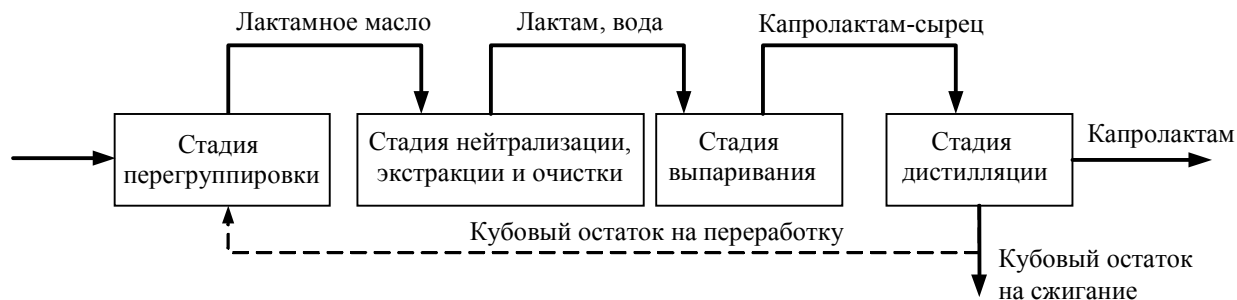 Лактамное масло
Лактам, вода
Капролактам-сырец
Стадия
перегруппировки
Стадия нейтрализации,
экстракции и очистки
Стадия
выпаривания
Стадия
дистилляции
Капролактам
Кубовый остаток на переработку
Кубовый остаток
на сжигание